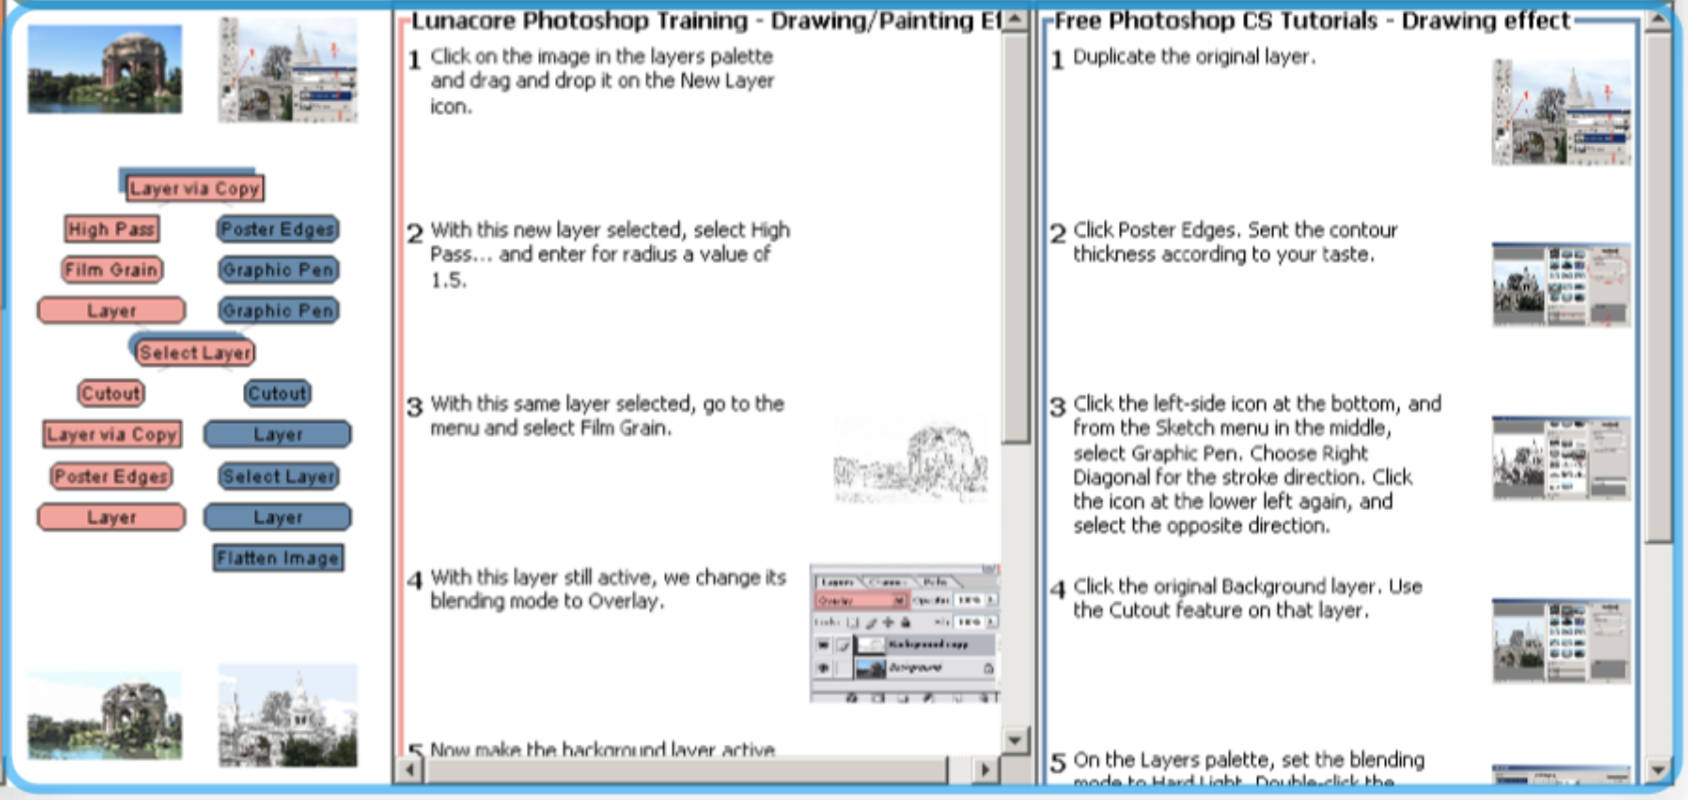 Layer via Copy
High Pass
Poster Edges
Film Grain
Graphic Pen
Layer
Graphic Pen
Select Layer
Cutout
Cutout
Layer via Copy
Layer
Poster Edges
Select Layer
Layer
Layer
Flatten Image
Lunacore Photoshop Training - Drawing/Painting Ef
1 Click on the image in the layers palette
and drag and drop it on the New Layer
icon.
2 With this new layer selected, select High
Pass... and enter for radius a value of
1.5.
3 With this same layer selected, go to the
menu and select Film Grain.
4 With this layer still active, we change its
blending mode to Overlay.
Layers
Overlay
Background copy
Background
5 Now make the background layer active
Free Photoshop CS Tutorials - Drawing effect
1 Duplicate the original layer.
2 Click Poster Edges. Sent the contour
thickness according to your taste.
3 Click the left-side icon at the bottom, and
from the Sketch menu in the middle,
select Graphic Pen. Choose Right
Diagonal for the stroke direction. Click
the icon at the lower left again, and
select the opposite direction.
4 Click the original Background layer. Use
the Cutout feature on that layer.
5 On the Layers palette, set the blending
mode to Hard Light. Double-click the